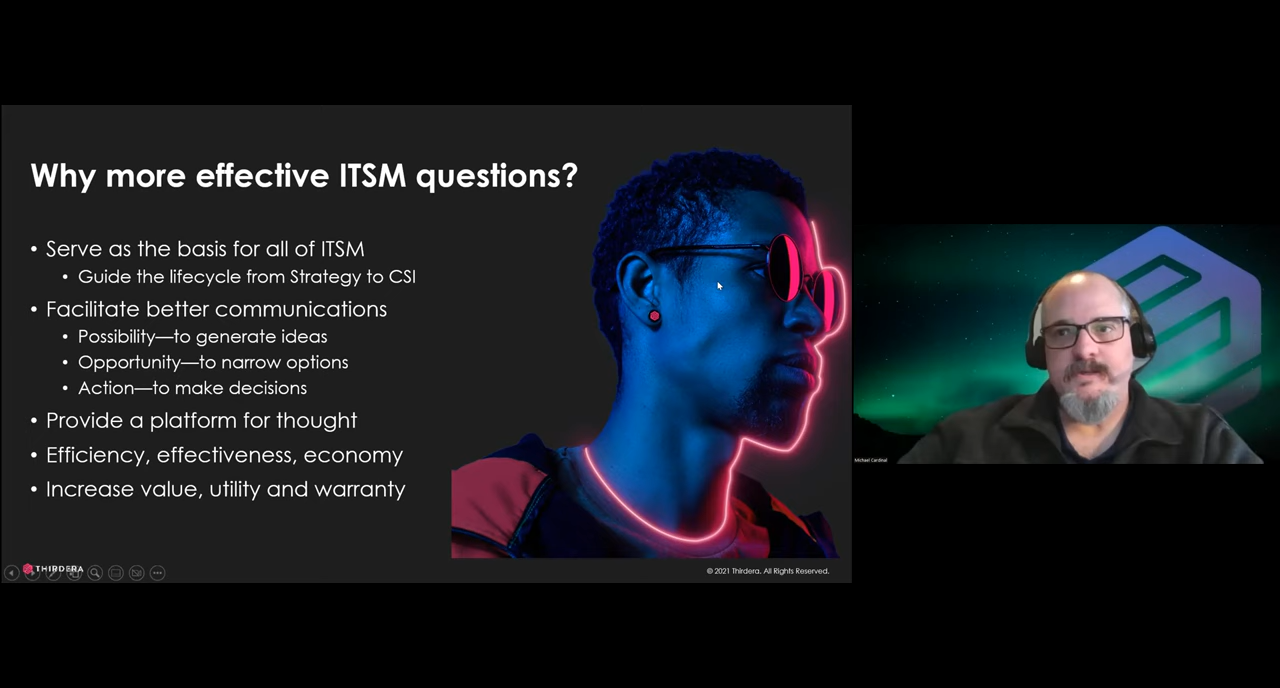 Why more effective ITSM questions?
• Serve as the basis for all of ITSM
• Guide the lifecycle from Strategy to CSI
• Facilitate better communications
• Possibility—to generate ideas
• Opportunity—to narrow options
• Action—to make decisions
• Provide a platform for thought
• Efficiency, effectiveness, economy
• Increase value, utility and warranty
THIRDERA
© 2021 Thirdera. All Rights Reserved.
Michael Cardinal